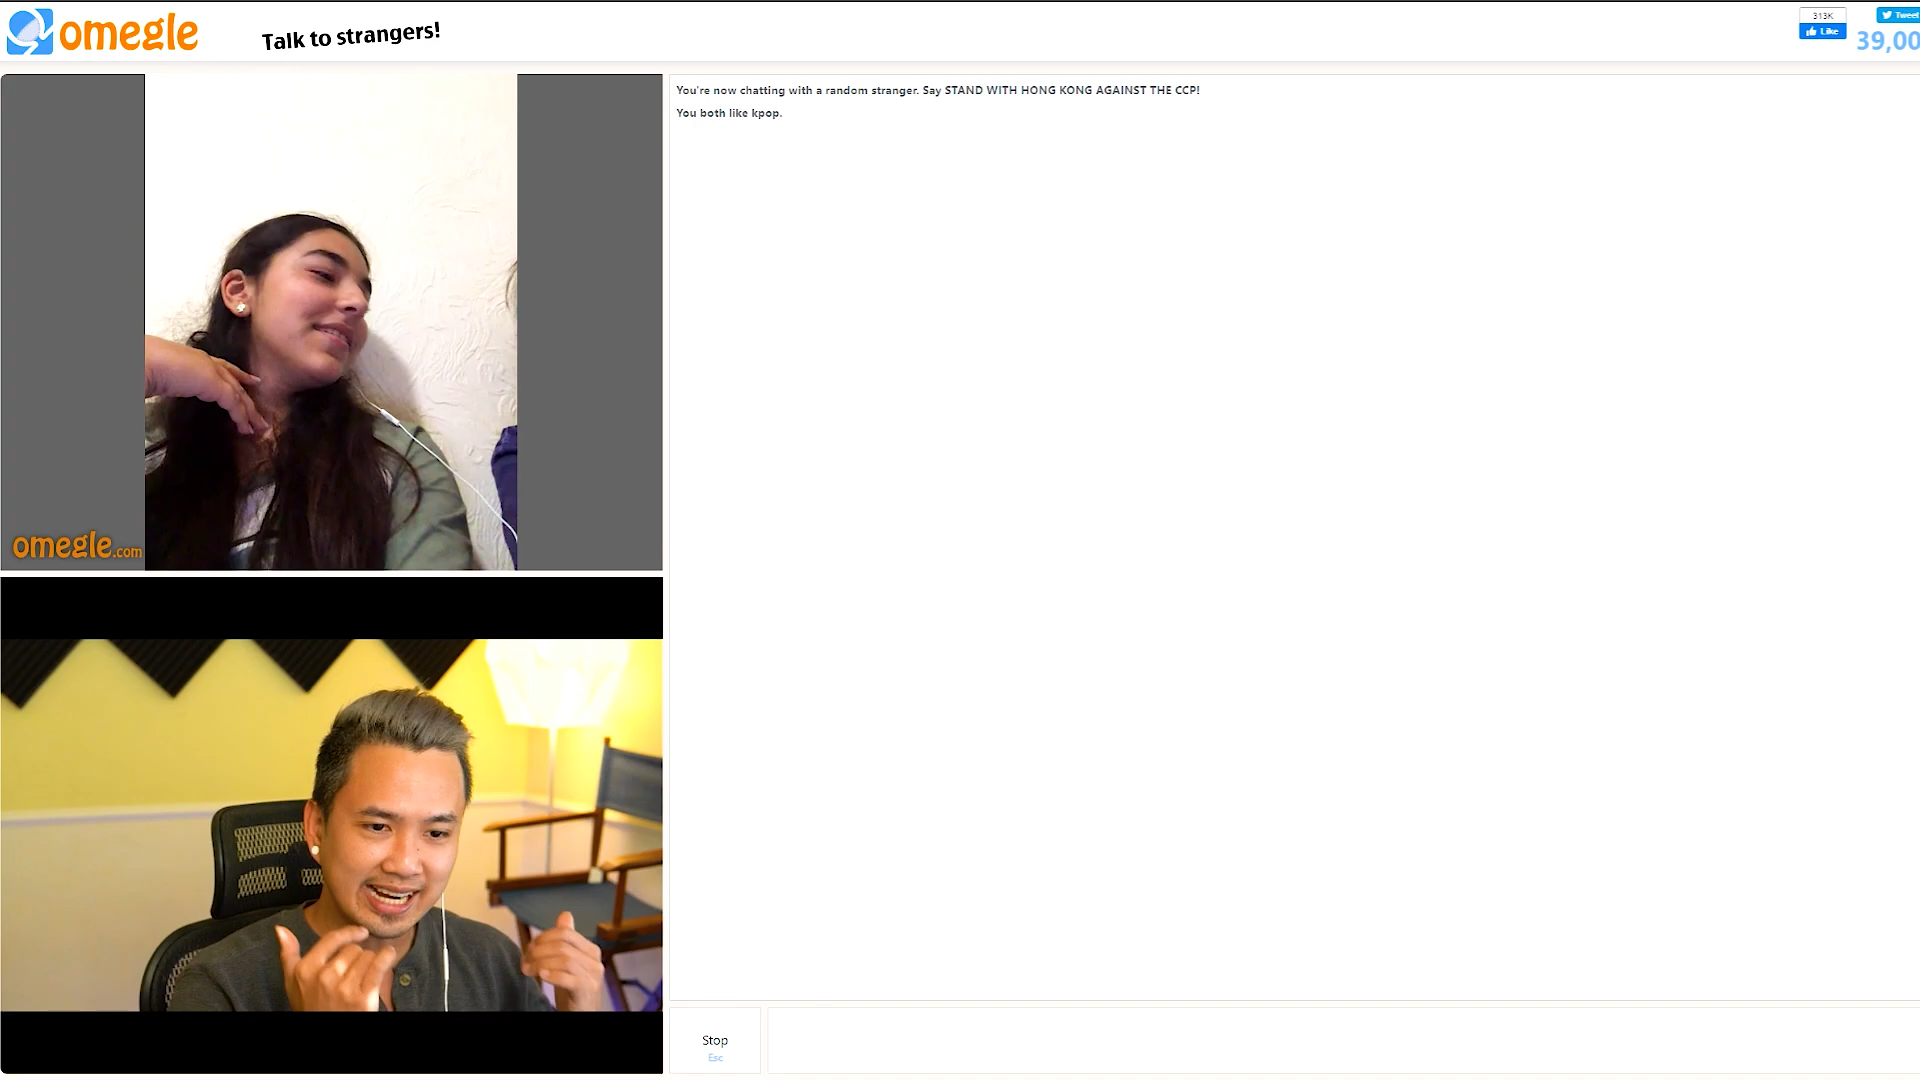 omegle
Talk to strangers!
313K
Like
Tweet
39,00
You're now chatting with a random stranger. Say STAND WITH HONG KONG AGAINST THE CCP!
You both like kpop.
omegle.com
Stop
Esc